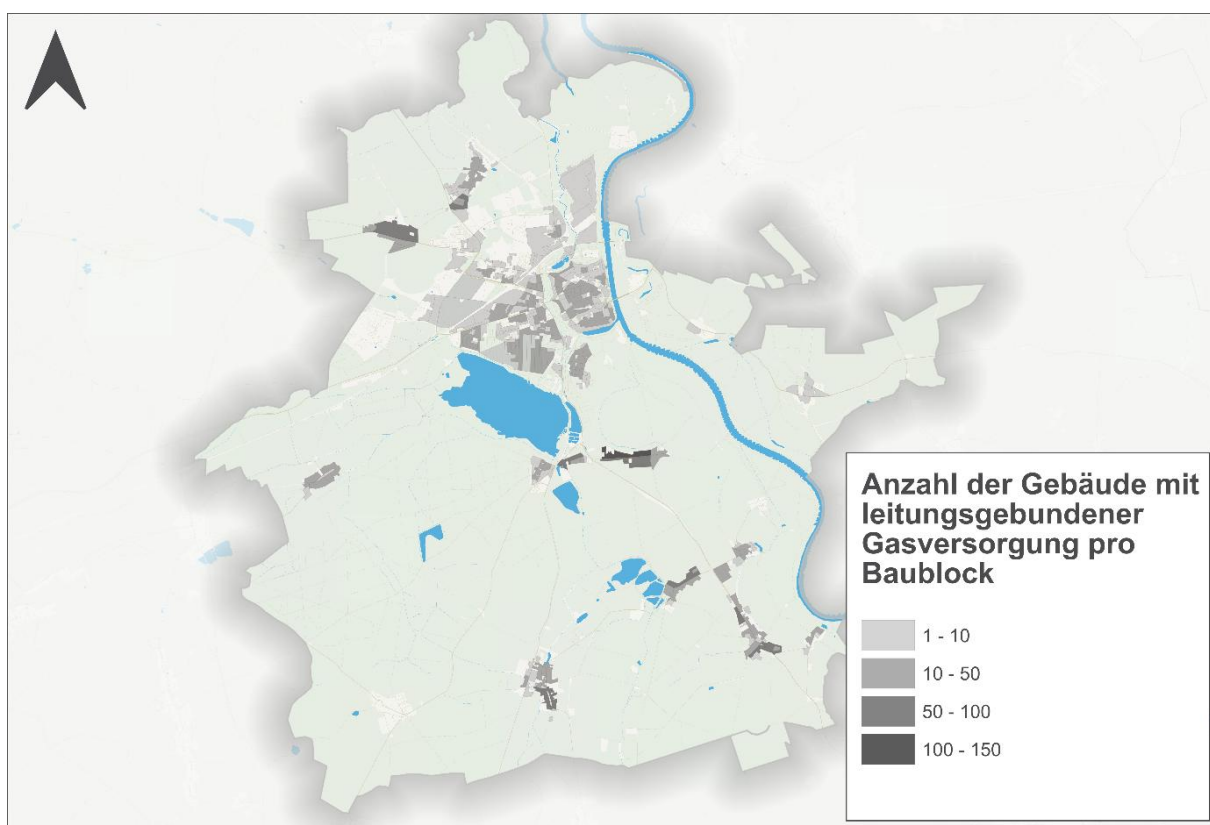 Anzahl der Gebäude mit
leitungsgebundener
Gasversorgung pro
Baublock
1 - 10
10 - 50
50 - 100
100 - 150